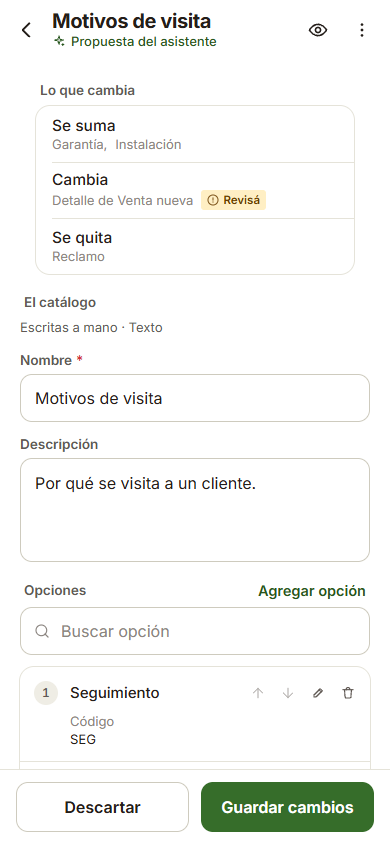 Motivos de visita
Propuesta del asistente
Lo que cambia
Se suma
Garantía, Instalación
Cambia
Detalle de Venta nueva Revisá
Se quita
Reclamo
El catálogo
Escritas a mano · Texto
Nombre *
Motivos de visita
Descripción
Por qué se visita a un cliente.
Opciones Agregar opción
Buscar opción
1 Seguimiento
Código
SEG
Descartar Guardar cambios